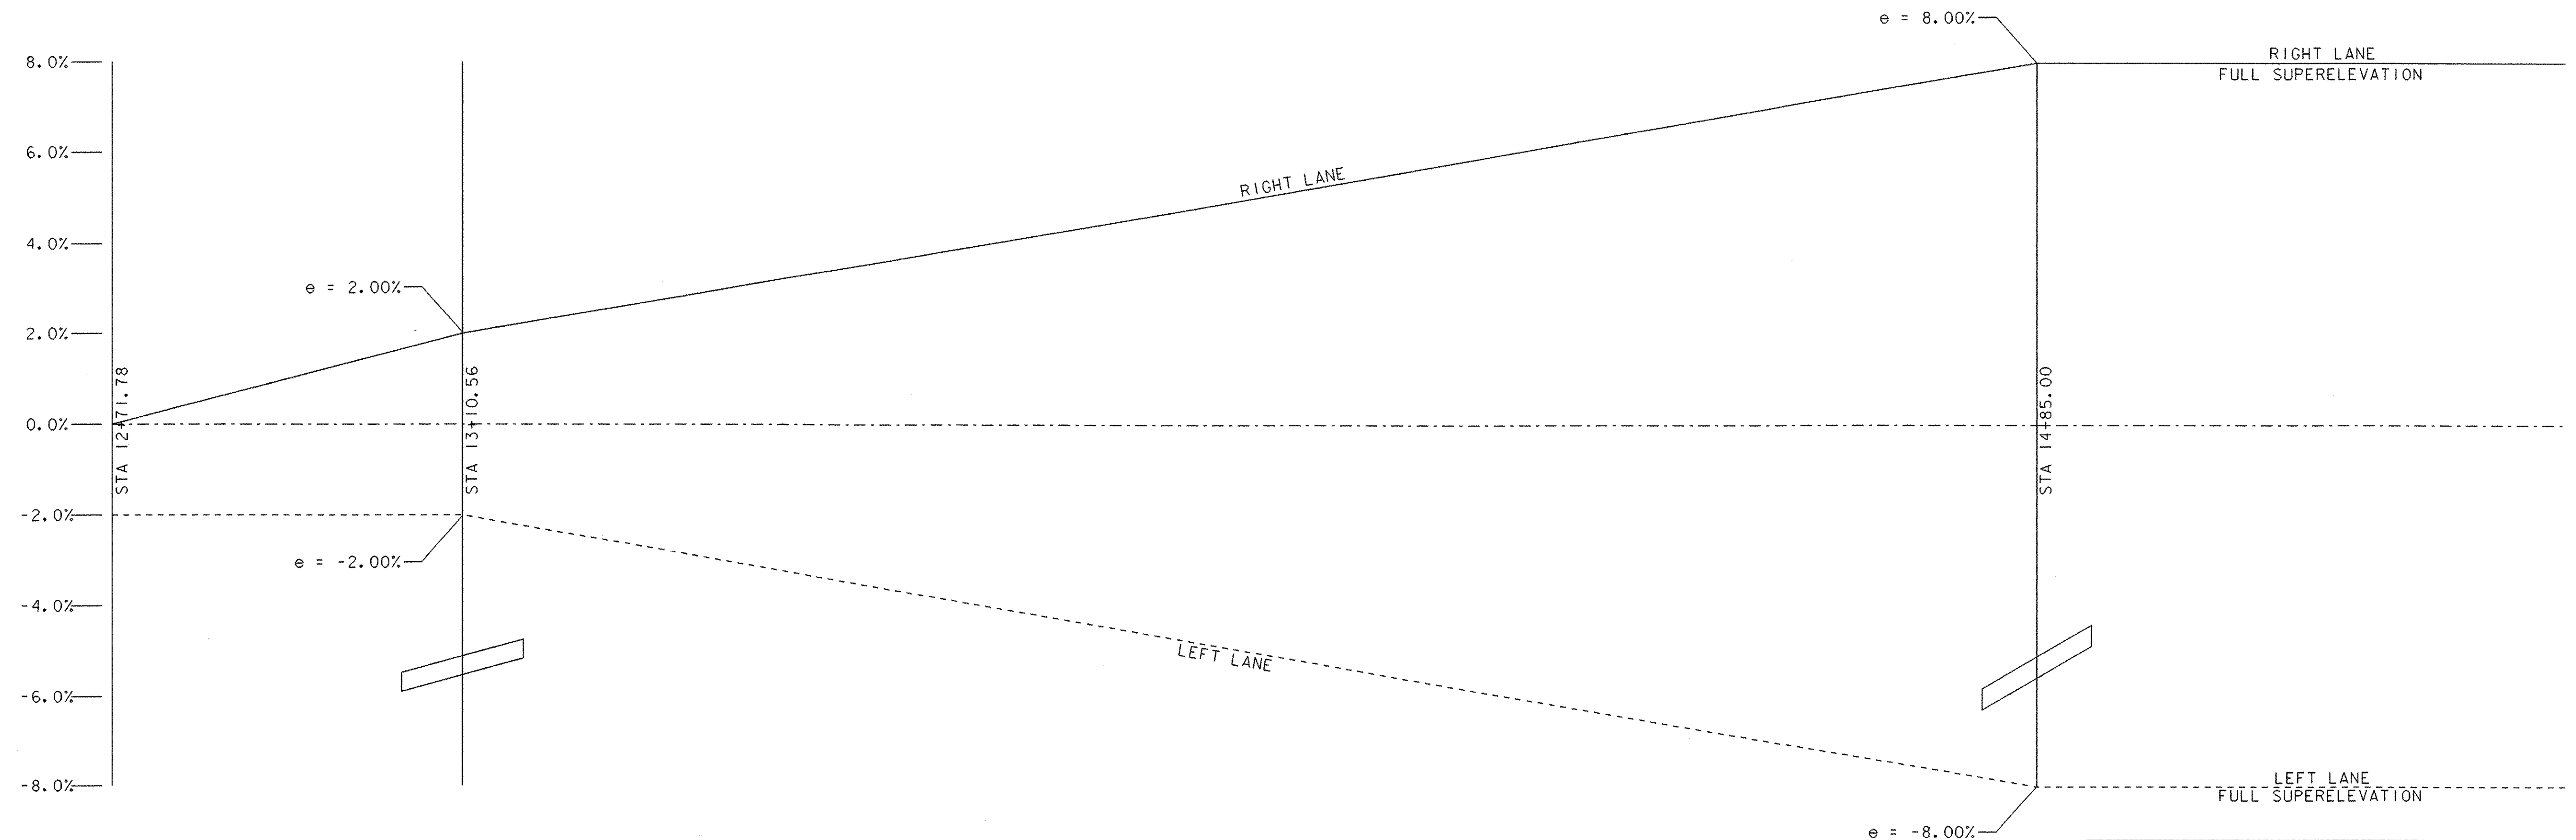 e = 8.00%
8.0%
RIGHT LANE
FULL SUPERELEVATION
6.0%
RIGHT LANE
4.0%
e = 2.00%
2.0%
STA 12+71.78
STA 13+10.56
STA 14+85.00
0.0%
-2.0%
e = -2.00%
-4.0%
LEFT LANE
-6.0%
-8.0%
LEFT LANE
FULL SUPERELEVATION
e = -8.00%